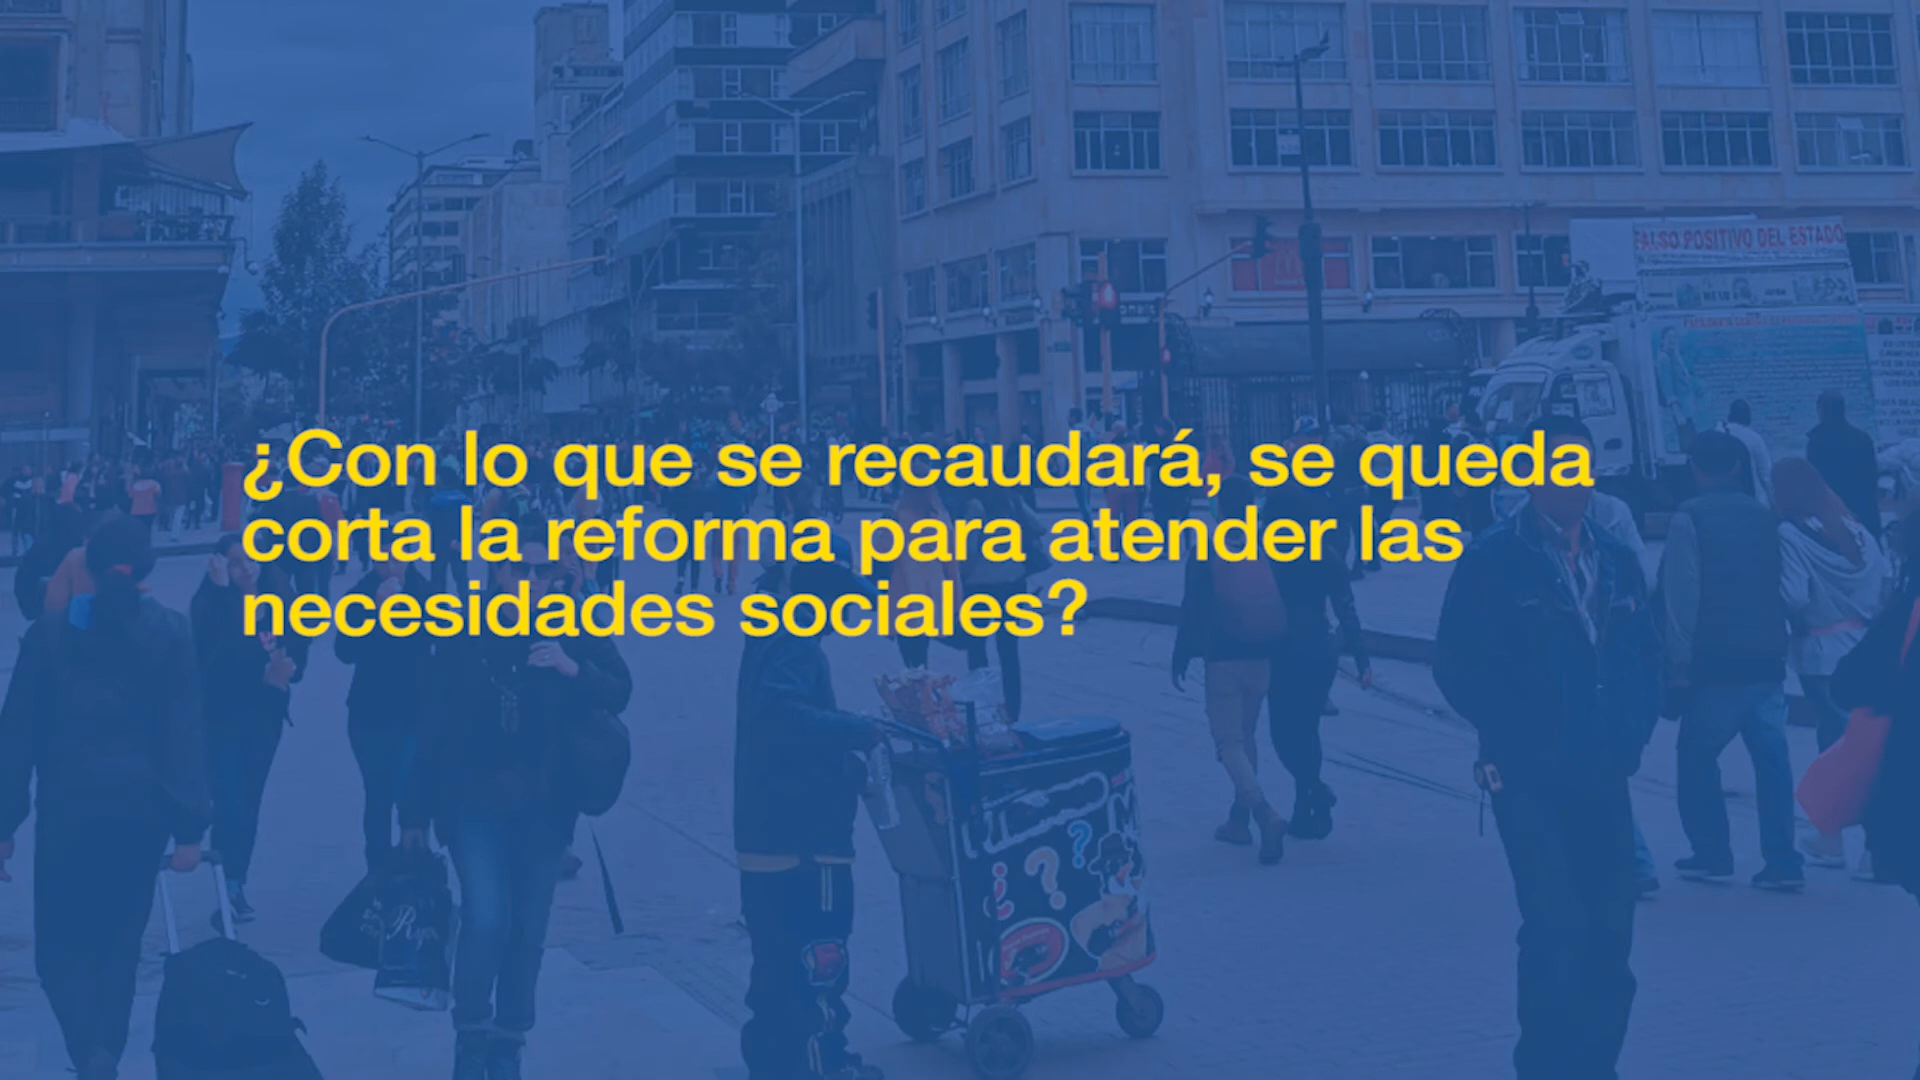 FALSO POSITIVO DEL ESTADO
¿Con lo que se recaudará, se queda
corta la reforma para atender las
necesidades sociales?